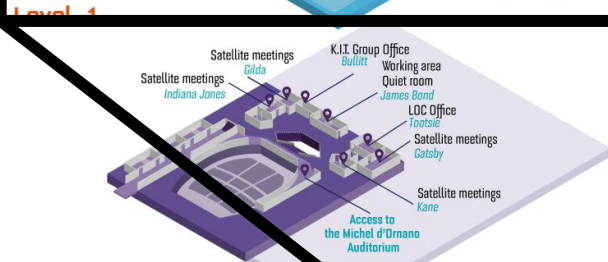 Level -1
K.I.T. Group Office
Bullitt
Satellite meetings
Gilda
Working area
Quiet room
James Bond
Satellite meetings
Indiana Jones
LOC Office
Tootsie
Satellite meetings
Gatsby
Satellite meetings
Kane
Access to
the Michel d'Ornano
Auditorium